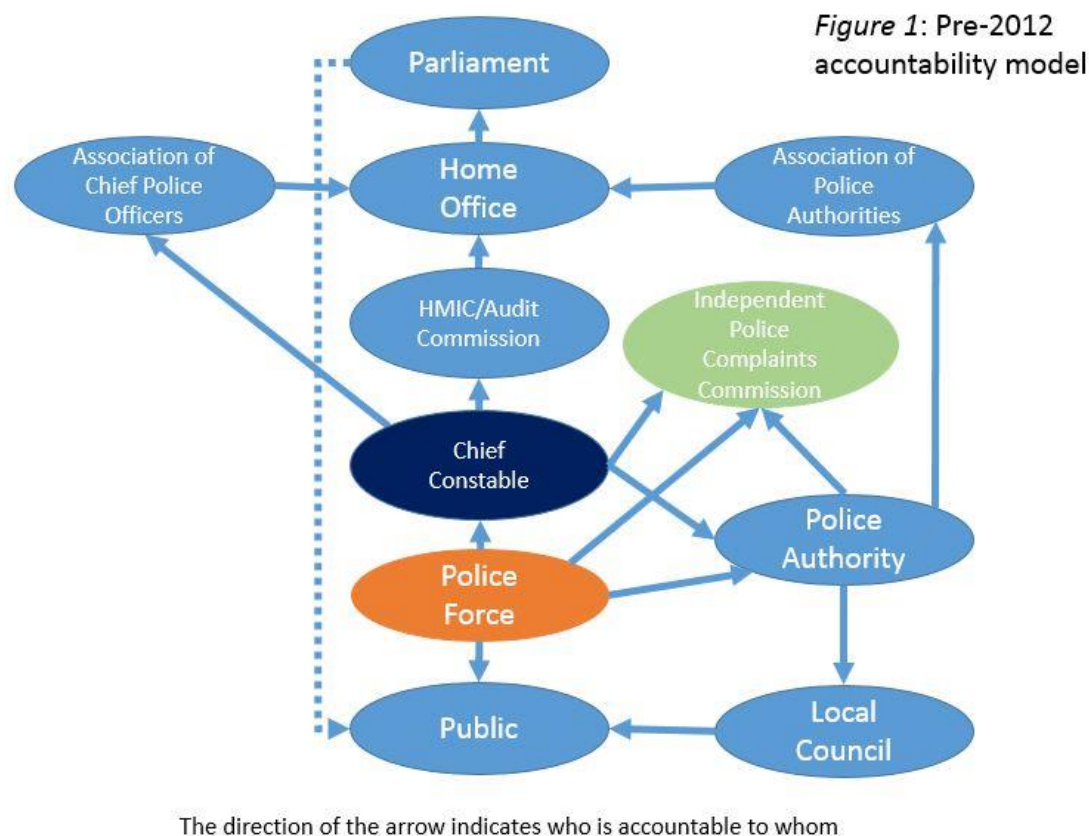 Figure 1: Pre-2012
accountability model
Parliament
Association of
Chief Police
Officers
Home
Office
Association of
Police
Authorities
HMIC/Audit
Commission
Independent
Police
Complaints
Commission
Chief
Constable
Police
Authority
Police
Force
Public
Local
Council
The direction of the arrow indicates who is accountable to whom